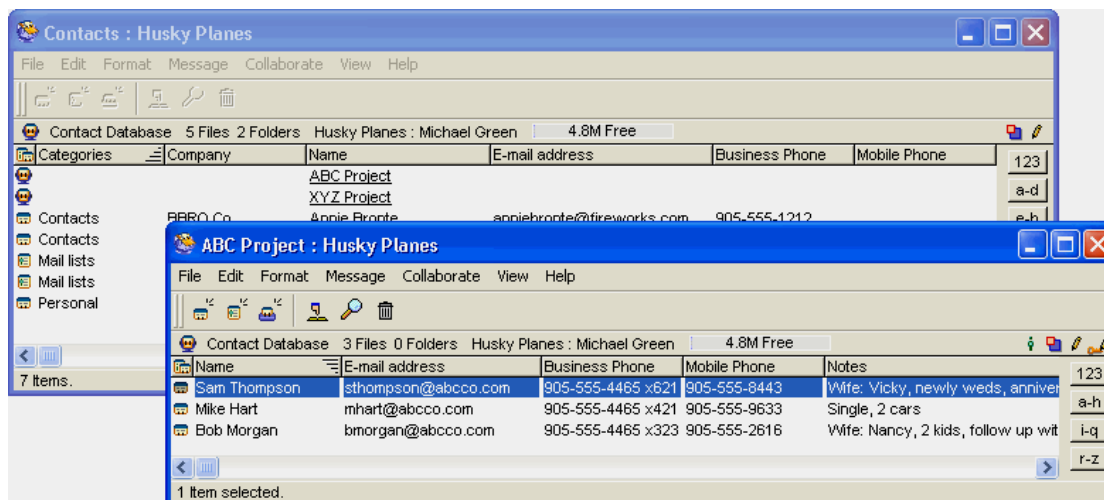 Contacts : Husky Planes
File Edit Format Message Collaborate View Help
Contact Database 5 Files 2 Folders Husky Planes : Michael Green 4.8M Free
Categories Company Name E-mail address Business Phone Mobile Phone
123
ABC Project
a-d
XYZ Project
e-h
Contacts BBRO Co Annie Bronte anniebronte@fireworks.com 905-555-1212
Contacts
Mail lists
Mail lists
Personal
7 Items.
ABC Project : Husky Planes
File Edit Format Message Collaborate View Help
Contact Database 3 Files 0 Folders Husky Planes : Michael Green 4.8M Free
Name E-mail address Business Phone Mobile Phone Notes
123
Sam Thompson sthompson@abcco.com 905-555-4465 x621 905-555-8443 Wife: Vicky, newly weds, anniver
a-h
Mike Hart mhart@abcco.com 905-555-4465 x421 905-555-9633 Single, 2 cars
i-q
Bob Morgan bmorgan@abcco.com 905-555-4465 x323 905-555-2616 Wife: Nancy, 2 kids, follow up wit
r-z
1 Item selected.